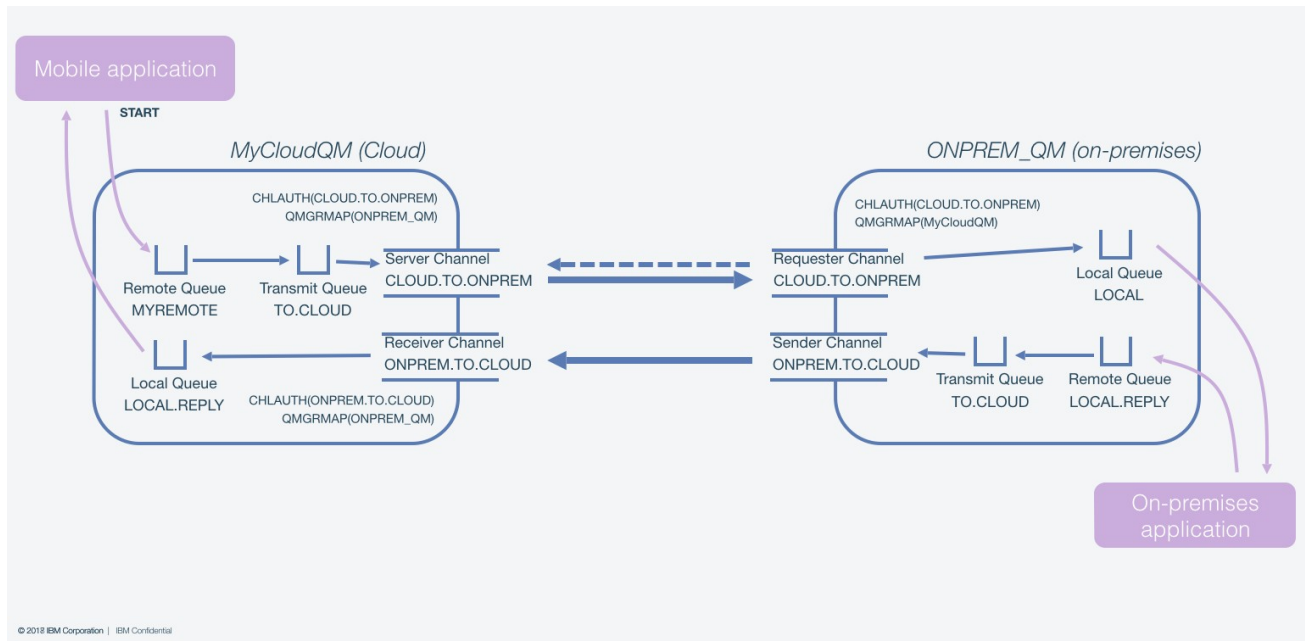 Mobile application
START
MyCloudQM (Cloud)
ONPREM_QM (on-premises)
CHLAUTH(CLOUD.TO.ONPREM)
QMGRMAP(ONPREM_QM)
CHLAUTH(CLOUD.TO.ONPREM)
QMGRMAP(MyCloudQM)
Remote Queue
MYREMOTE
Transmit Queue
TO.CLOUD
Server Channel
CLOUD.TO.ONPREM
Requester Channel
CLOUD.TO.ONPREM
Local Queue
LOCAL
Local Queue
LOCAL.REPLY
Receiver Channel
ONPREM.TO.CLOUD
Sender Channel
ONPREM.TO.CLOUD
Transmit Queue
TO.CLOUD
Remote Queue
LOCAL.REPLY
CHLAUTH(ONPREM.TO.CLOUD)
QMGRMAP(ONPREM_QM)
On-premises
application
© IBM Corporation | IBM Confidential